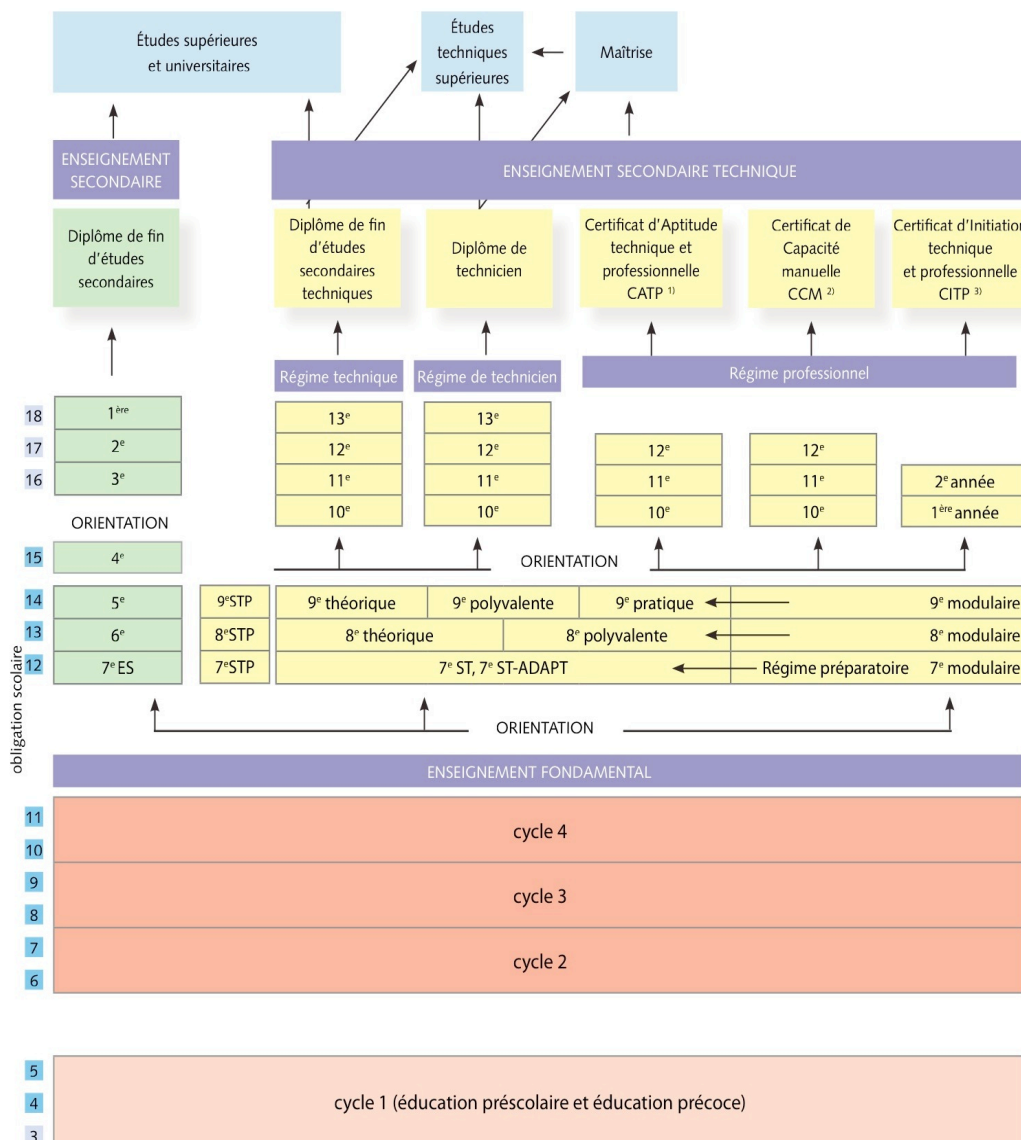 Études supérieures
et universitaires
Études
techniques
supérieures
Maîtrise
ENSEIGNEMENT
SECONDAIRE
ENSEIGNEMENT SECONDAIRE TECHNIQUE
Diplôme de fin
d'études
secondaires
Diplôme de fin
d'études
secondaires
techniques
Diplôme de
technicien
Certificat d'Aptitude
technique et
professionnelle
CATP 1)
Certificat de
Capacité
manuelle
CCM 2)
Certificat d'Initiation
technique
et professionnelle
CITP 3)
Régime technique
Régime de technicien
Régime professionnel
18 1ère 13e 13e
17 2e 12e 12e 12e 12e
16 3e 11e 11e 11e 11e 2e année
10e 10e 10e 10e 1ère année
ORIENTATION
15 4e
ORIENTATION
14 5e 9eSTP 9e théorique 9e polyvalente 9e pratique 9e modulaire
13 6e 8eSTP 8e théorique 8e polyvalente 8e modulaire
12 7e ES 7eSTP 7e ST, 7e ST-ADAPT Régime préparatoire 7e modulaire
obligation scolaire
ORIENTATION
ENSEIGNEMENT FONDAMENTAL
11
10
cycle 4
9
8
cycle 3
7
6
cycle 2
5
4
3
cycle 1 (éducation préscolaire et éducation précoce)